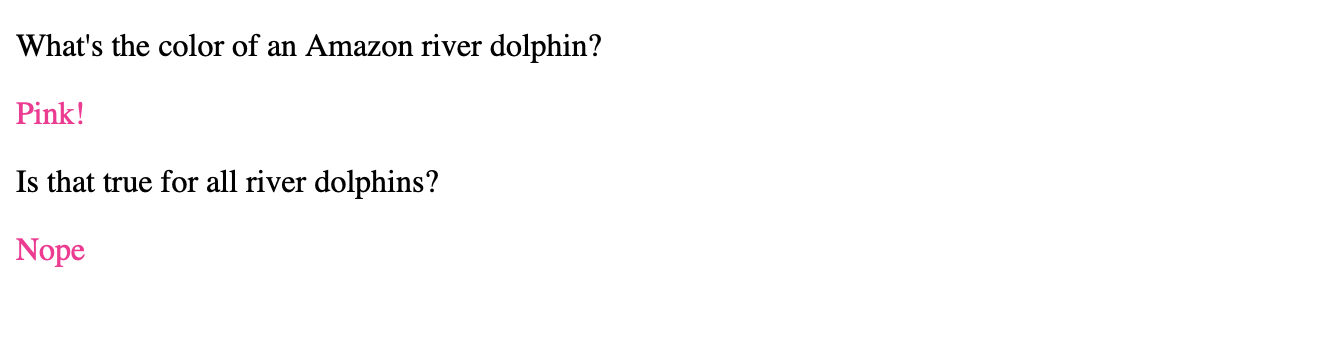 What's the color of an Amazon river dolphin?
Pink!
Is that true for all river dolphins?
Nope